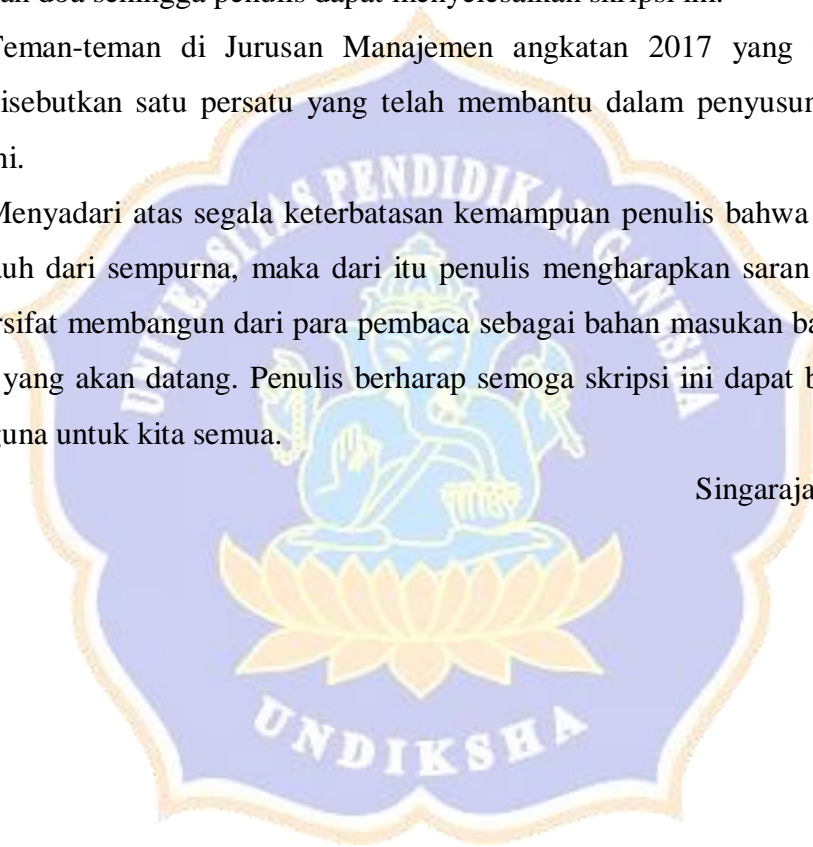 dan doa sehingga penulis dapat menyelesaikan skripsi ini.
Teman-teman di Jurusan Manajemen angkatan 2017 yang
disebutkan satu persatu yang telah membantu dalam penyusun
ni.
Menyadari atas segala keterbatasan kemampuan penulis bahwa
auh dari sempurna, maka dari itu penulis mengharapkan saran
rsifat membangun dari para pembaca sebagai bahan masukan ba
yang akan datang. Penulis berharap semoga skripsi ini dapat b
guna untuk kita semua.
Singaraja
UNIVERSITAS PENDIDIKAN GANESHA
UNDIKSHA